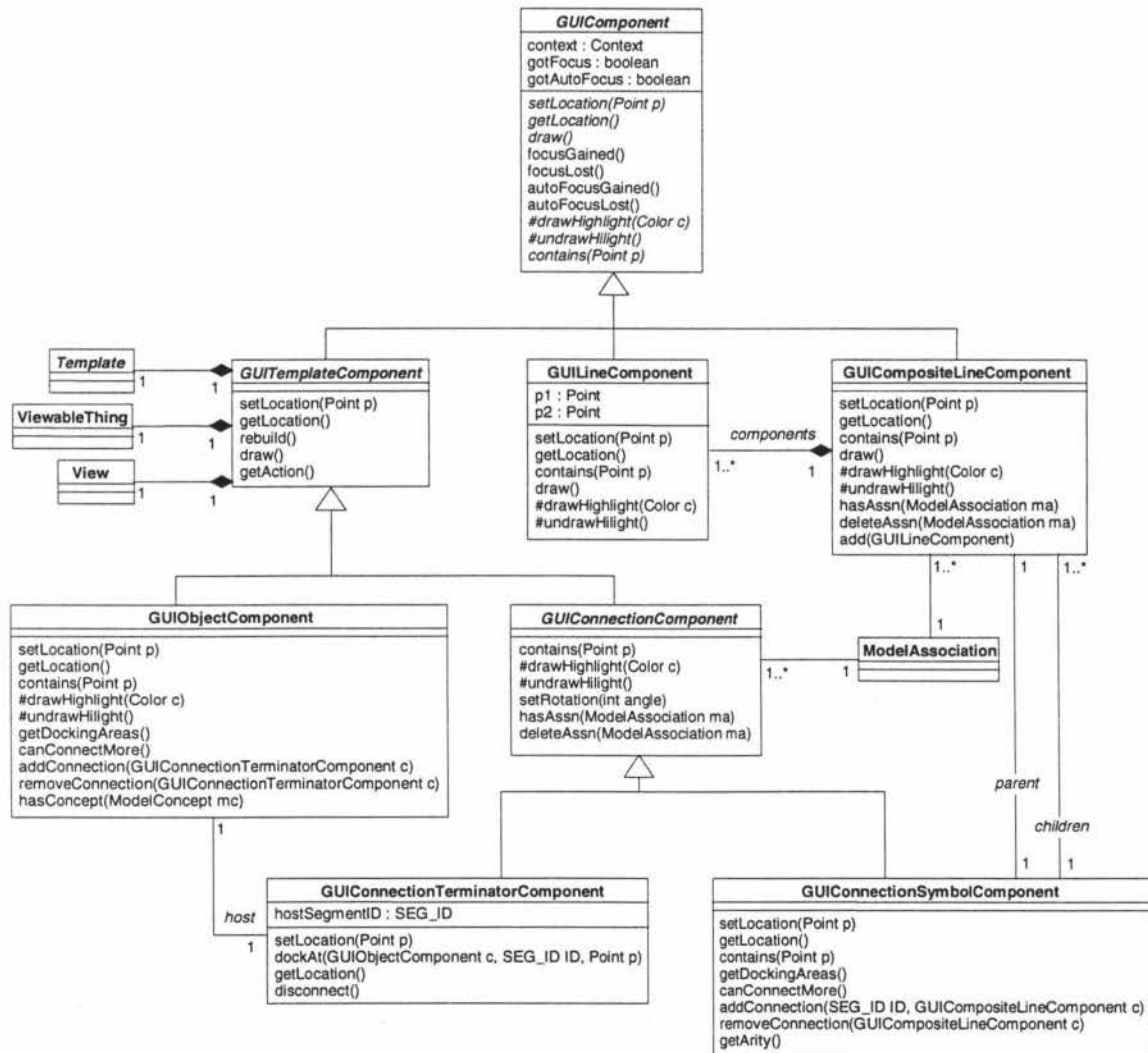 GUIComponent
context : Context
gotFocus : boolean
gotAutoFocus : boolean
setLocation(Point p)
getLocation()
draw()
focusGained()
focusLost()
autoFocusGained()
autoFocusLost()
#drawHighlight(Color c)
#undrawHilight()
contains(Point p)
Template
1
1
ViewableThing
1
1
View
1
1
GUITemplateComponent
setLocation(Point p)
getLocation()
rebuild()
draw()
getAction()
GUILineComponent
p1 : Point
p2 : Point
setLocation(Point p)
getLocation()
contains(Point p)
draw()
#drawHighlight(Color c)
#undrawHilight()
components
1..*
1
GUICompositeLineComponent
setLocation(Point p)
getLocation()
contains(Point p)
draw()
#drawHighlight(Color c)
#undrawHilight()
hasAssn(ModelAssociation ma)
deleteAssn(ModelAssociation ma)
add(GUILineComponent)
1..*
1
1..*
GUIObjectComponent
setLocation(Point p)
getLocation()
contains(Point p)
#drawHighlight(Color c)
#undrawHilight()
getDockingAreas()
canConnectMore()
addConnection(GUIConnectionTerminatorComponent c)
removeConnection(GUIConnectionTerminatorComponent c)
hasConcept(ModelConcept mc)
GUIConnectionComponent
contains(Point p)
#drawHighlight(Color c)
#undrawHilight()
setRotation(int angle)
hasAssn(ModelAssociation ma)
deleteAssn(ModelAssociation ma)
1..*
1
1
ModelAssociation
parent
children
1
1
1
host
1
GUIConnectionTerminatorComponent
hostSegmentID : SEG_ID
setLocation(Point p)
dockAt(GUIObjectComponent c, SEG_ID ID, Point p)
getLocation()
disconnect()
GUIConnectionSymbolComponent
setLocation(Point p)
getLocation()
contains(Point p)
getDockingAreas()
canConnectMore()
addConnection(SEG_ID ID, GUICompositeLineComponent c)
removeConnection(GUICompositeLineComponent c)
getArity()